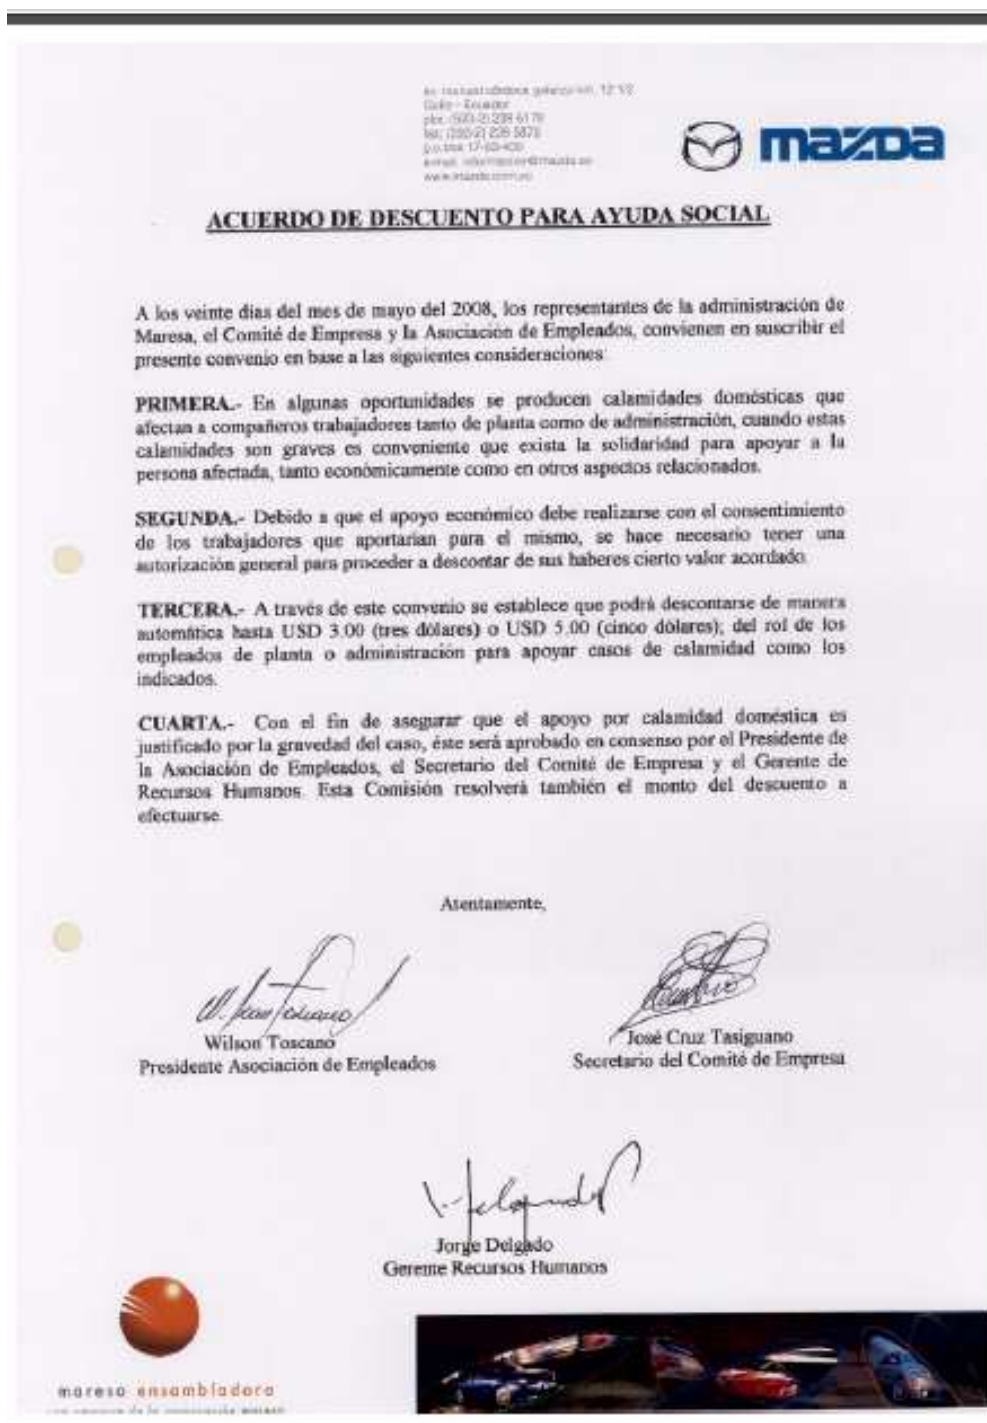 Quito - Ecuador
p.o.box 17-03-400
www.mazda.com.ec
mazda
ACUERDO DE DESCUENTO PARA AYUDA SOCIAL
A los veinte días del mes de mayo del 2008, los representantes de la administración de
Maresa, el Comité de Empresa y la Asociación de Empleados, convienen en suscribir el
presente convenio en base a las siguientes consideraciones:
PRIMERA.- En algunas oportunidades se producen calamidades domésticas que
afectan a compañeros trabajadores tanto de planta como de administración, cuando estas
calamidades son graves es conveniente que exista la solidaridad para apoyar a la
persona afectada, tanto económicamente como en otros aspectos relacionados.
SEGUNDA.- Debido a que el apoyo económico debe realizarse con el consentimiento
de los trabajadores que aportarían para el mismo, se hace necesario tener una
autorización general para proceder a descontar de sus haberes cierto valor acordado.
TERCERA.- A través de este convenio se establece que podrá descontarse de manera
automática hasta USD 3.00 (tres dólares) o USD 5.00 (cinco dólares); del rol de los
empleados de planta o administración para apoyar casos de calamidad como los
indicados.
CUARTA.- Con el fin de asegurar que el apoyo por calamidad doméstica es
justificado por la gravedad del caso, éste será aprobado en consenso por el Presidente de
la Asociación de Empleados, el Secretario del Comité de Empresa y el Gerente de
Recursos Humanos. Esta Comisión resolverá también el monto del descuento a
efectuarse.
Atentamente,
Wilson Toscano
Presidente Asociación de Empleados
José Cruz Tasiguano
Secretario del Comité de Empresa
Jorge Delgado
Gerente Recursos Humanos
maresa ensambladora